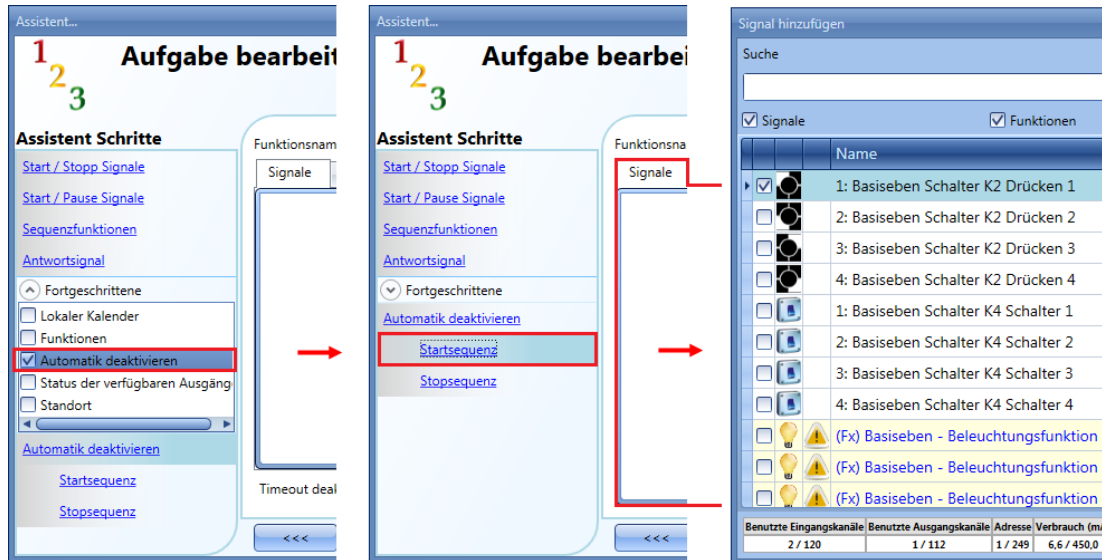 Assistent...
1 2 3
Aufgabe bearbeit
Assistent Schritte
Start / Stopp Signale
Start / Pause Signale
Sequenzfunktionen
Antwortsignal
Fortgeschrittene
Lokaler Kalender
Funktionen
Automatik deaktivieren
Status der verfügbaren Ausgäng
Standort
Automatik deaktivieren
Startsequenz
Stopsequenz
Funktionsnam
Signale
Timeout deal
<<<
Assistent...
1 2 3
Aufgabe bearbei
Assistent Schritte
Start / Stopp Signale
Start / Pause Signale
Sequenzfunktionen
Antwortsignal
Fortgeschrittene
Automatik deaktivieren
Startsequenz
Stopsequenz
Funktionsna
Signale
<<<
Signal hinzufügen
Suche
Signale Funktionen
Name
1: Basiseben Schalter K2 Drücken 1
2: Basiseben Schalter K2 Drücken 2
3: Basiseben Schalter K2 Drücken 3
4: Basiseben Schalter K2 Drücken 4
1: Basiseben Schalter K4 Schalter 1
2: Basiseben Schalter K4 Schalter 2
3: Basiseben Schalter K4 Schalter 3
4: Basiseben Schalter K4 Schalter 4
(Fx) Basiseben - Beleuchtungsfunktion
(Fx) Basiseben - Beleuchtungsfunktion
(Fx) Basiseben - Beleuchtungsfunktion
Benutzte Eingangskanäle Benutzte Ausgangskanäle Adresse Verbrauch (m
2 / 120 1 / 112 1 / 249 6,6 / 450,0